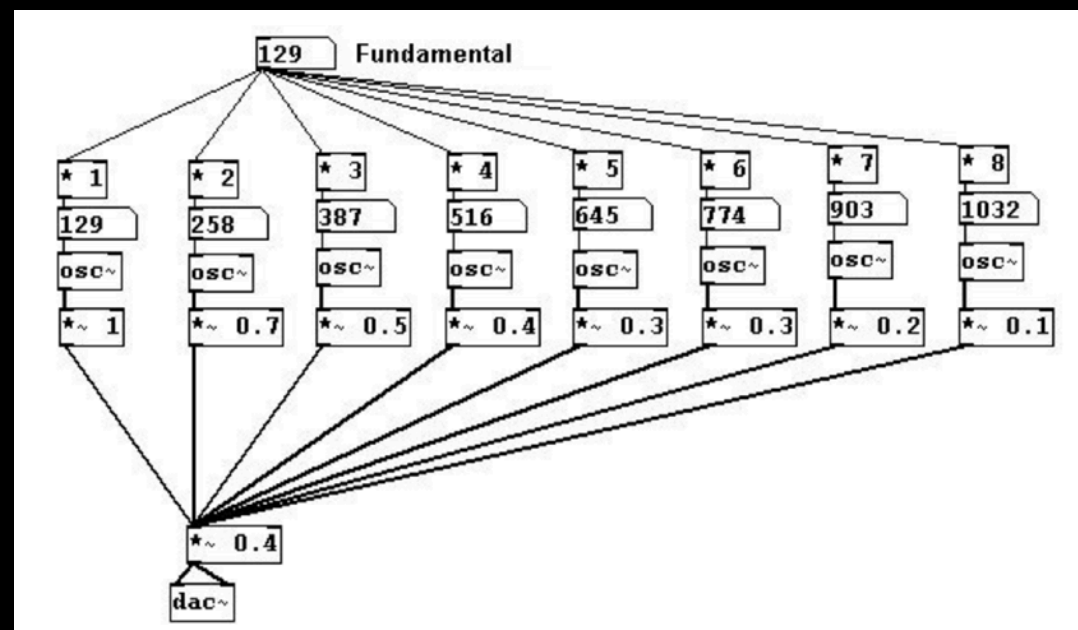 129 Fundamental
* 1 * 2 * 3 * 4 * 5 * 6 * 7 * 8
129 258 387 516 645 774 903 1032
osc~ osc~ osc~ osc~ osc~ osc~ osc~ osc~
*~ 1 *~ 0.7 *~ 0.5 *~ 0.4 *~ 0.3 *~ 0.3 *~ 0.2 *~ 0.1
*~ 0.4
dac~